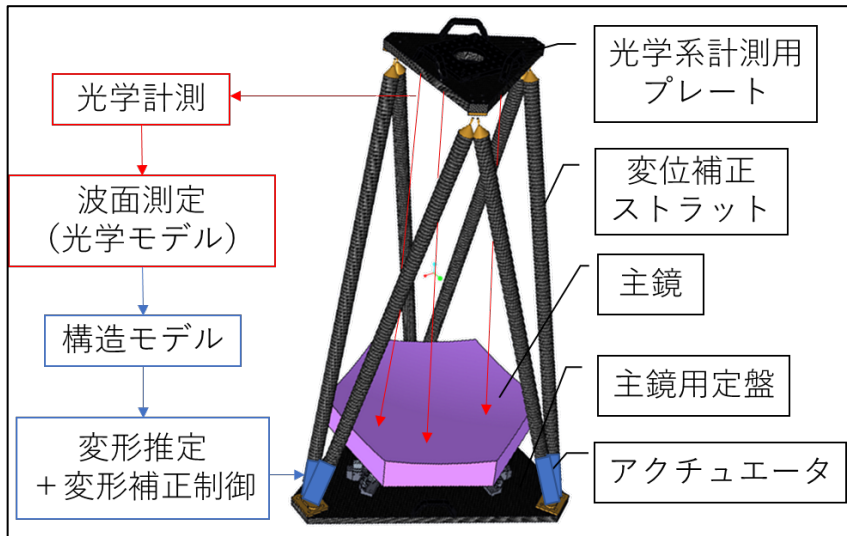 光学計測
波面測定
（光学モデル）
構造モデル
変形推定
＋変形補正制御
光学系計測用
プレート
変位補正
ストラット
主鏡
主鏡用定盤
アクチュエータ